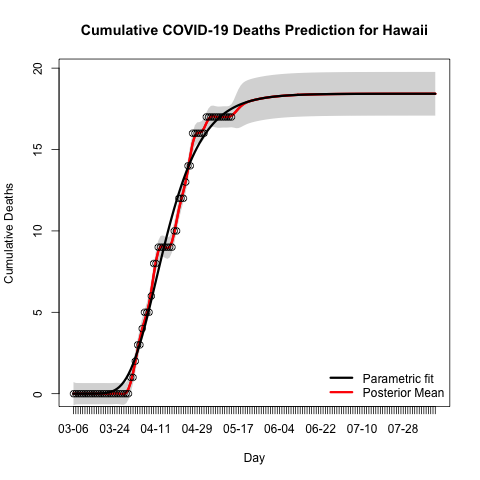 Cumulative COVID-19 Deaths Prediction for Hawaii
Cumulative Deaths
20
15
10
5
0
Parametric fit
Posterior Mean
03-06 03-24 04-11 04-29 05-17 06-04 06-22 07-10 07-28
Day